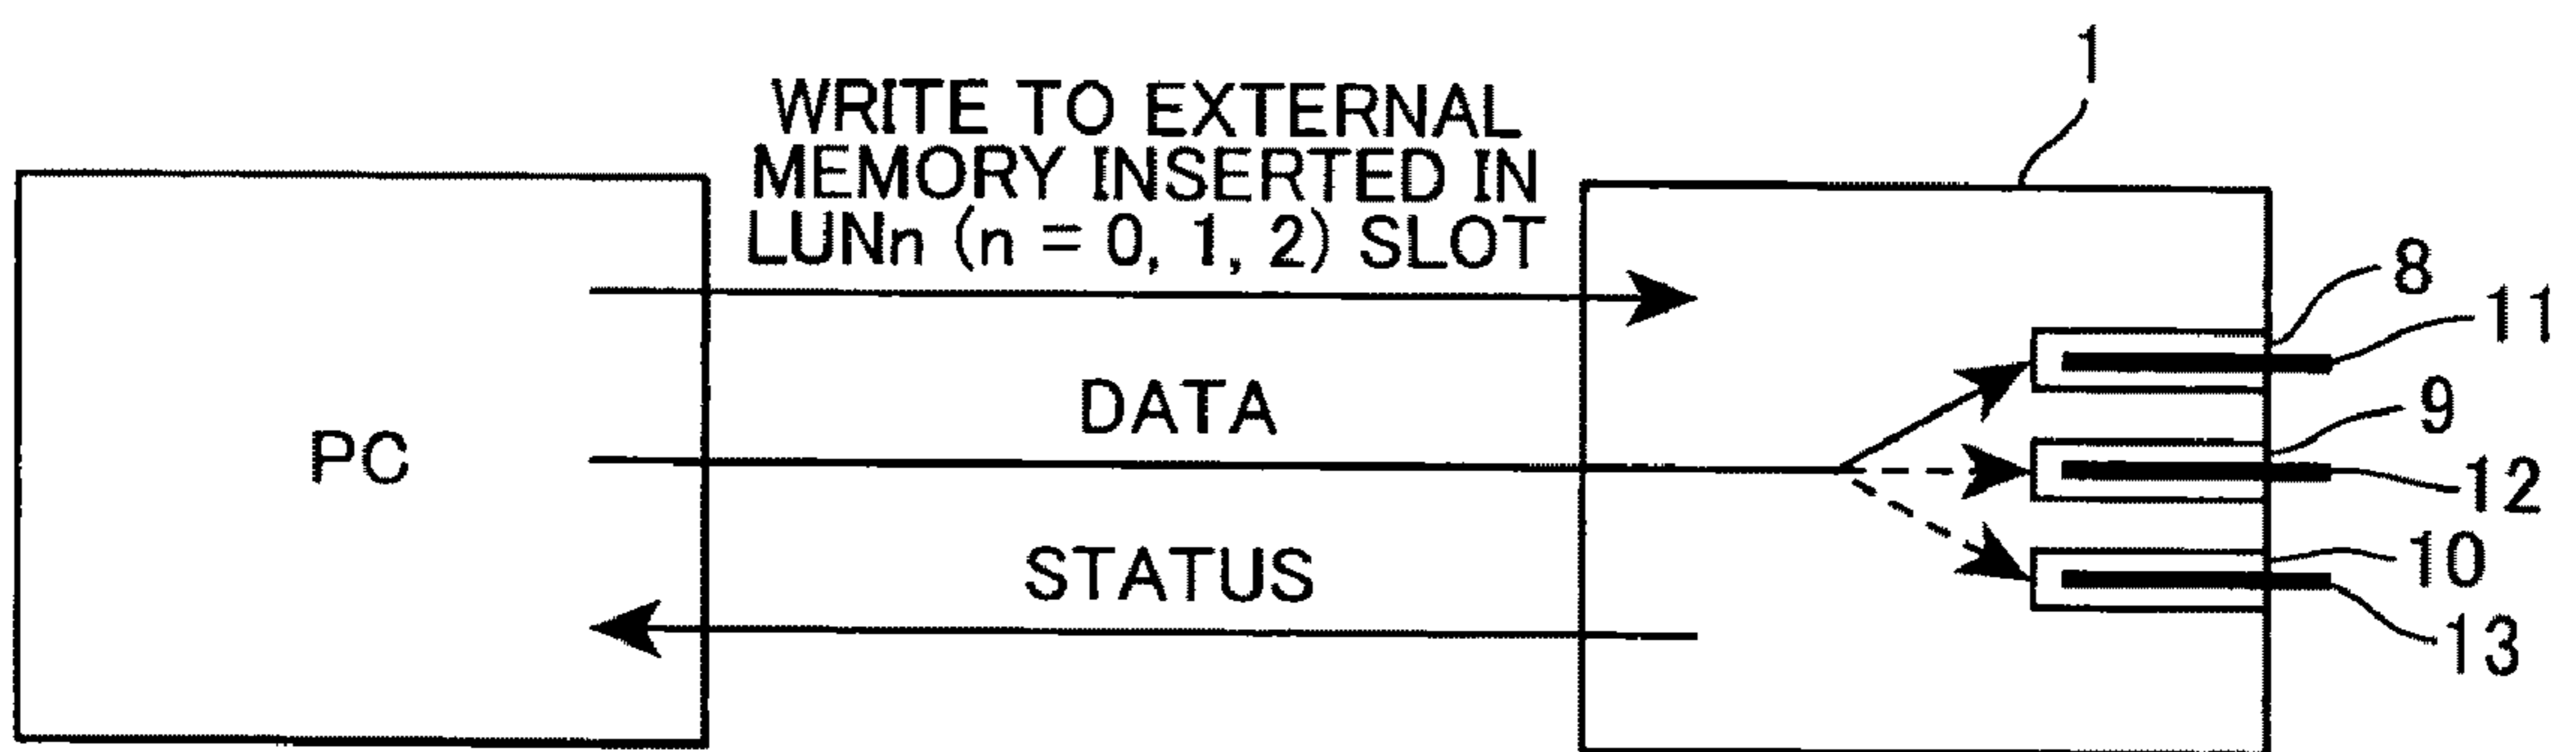 1
WRITE TO EXTERNAL
MEMORY INSERTED IN
LUNn (n = 0, 1, 2) SLOT
8
11
DATA
9
PC
12
STATUS
10
13